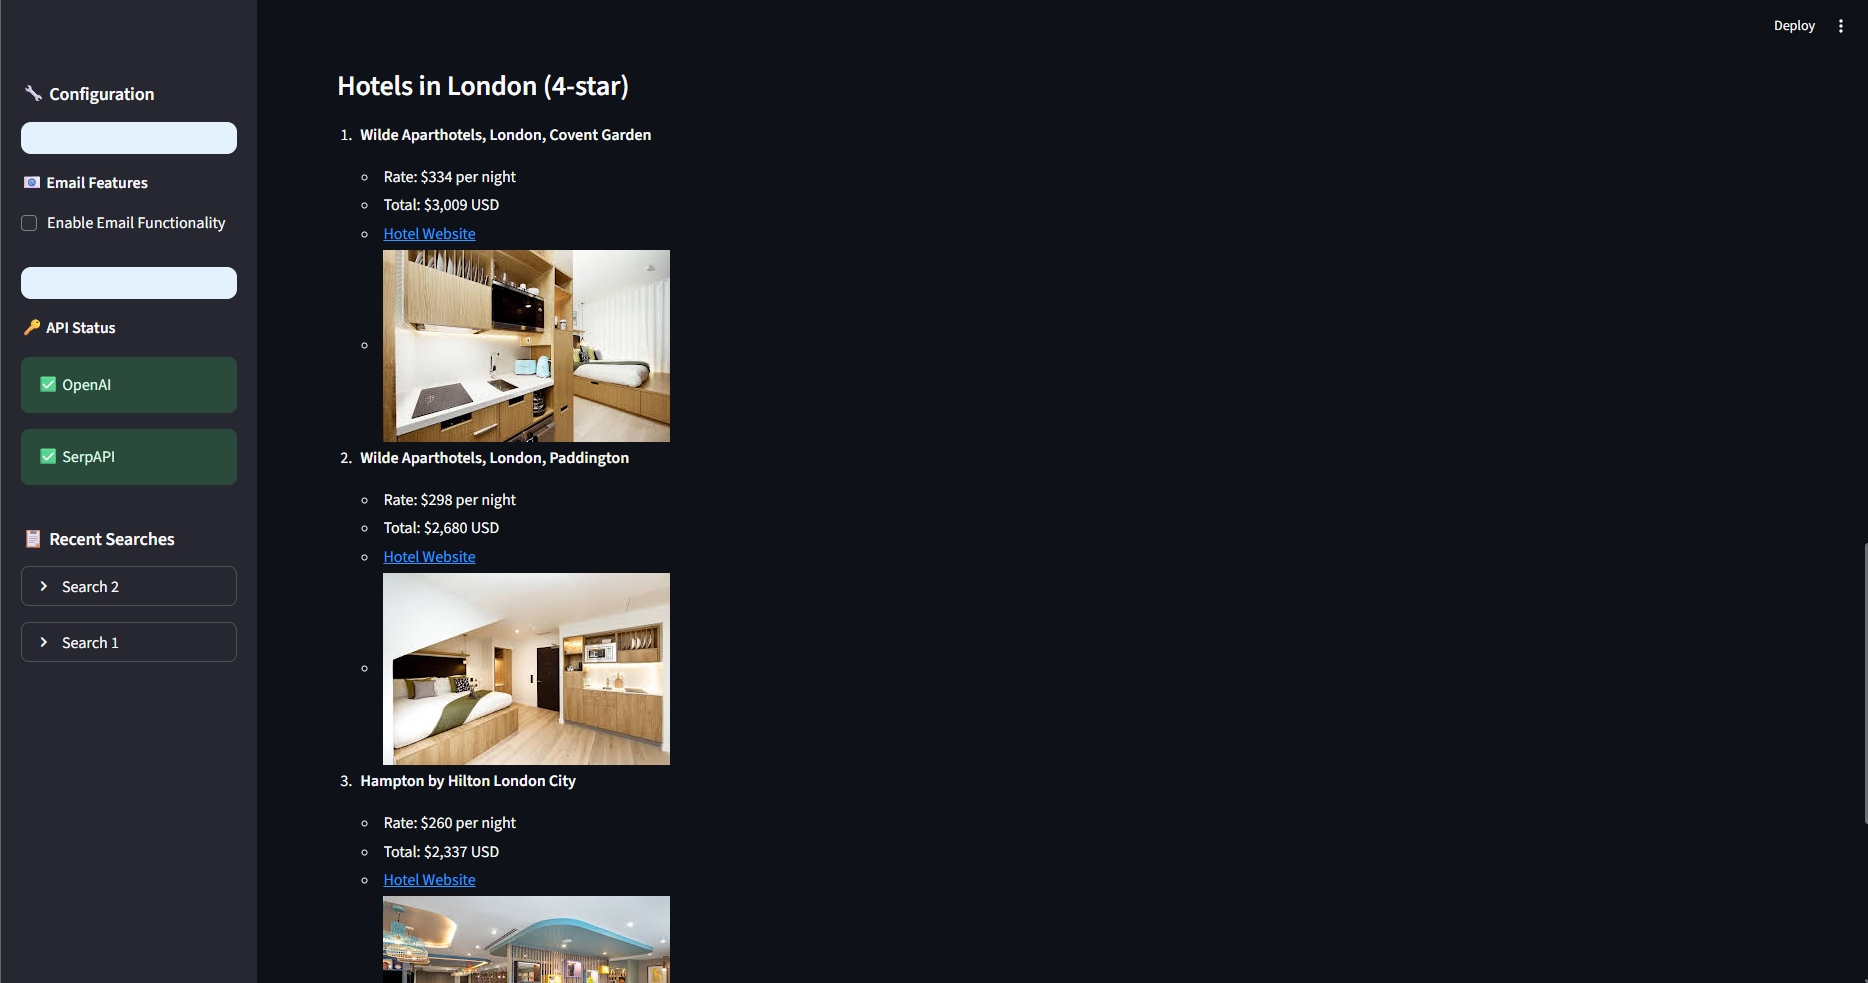 Deploy
Configuration
Email Features
Enable Email Functionality
API Status
OpenAI
SerpAPI
Recent Searches
Search 2
Search 1
Hotels in London (4-star)
1. Wilde Aparthotels, London, Covent Garden
Rate: $334 per night
Total: $3,009 USD
Hotel Website
2. Wilde Aparthotels, London, Paddington
Rate: $298 per night
Total: $2,680 USD
Hotel Website
3. Hampton by Hilton London City
Rate: $260 per night
Total: $2,337 USD
Hotel Website